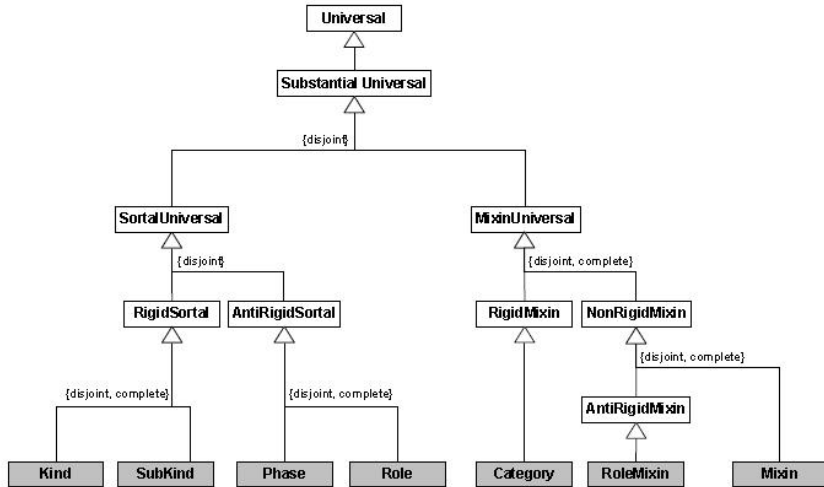 Universal
Substantial Universal
{disjoint}
SortalUniversal
MixinUniversal
{disjoint}
{disjoint, complete}
RigidSortal
AntiRigidSortal
RigidMixin
NonRigidMixin
{disjoint, complete}
{disjoint, complete}
{disjoint, complete}
AntiRigidMixin
Kind
SubKind
Phase
Role
Category
RoleMixin
Mixin